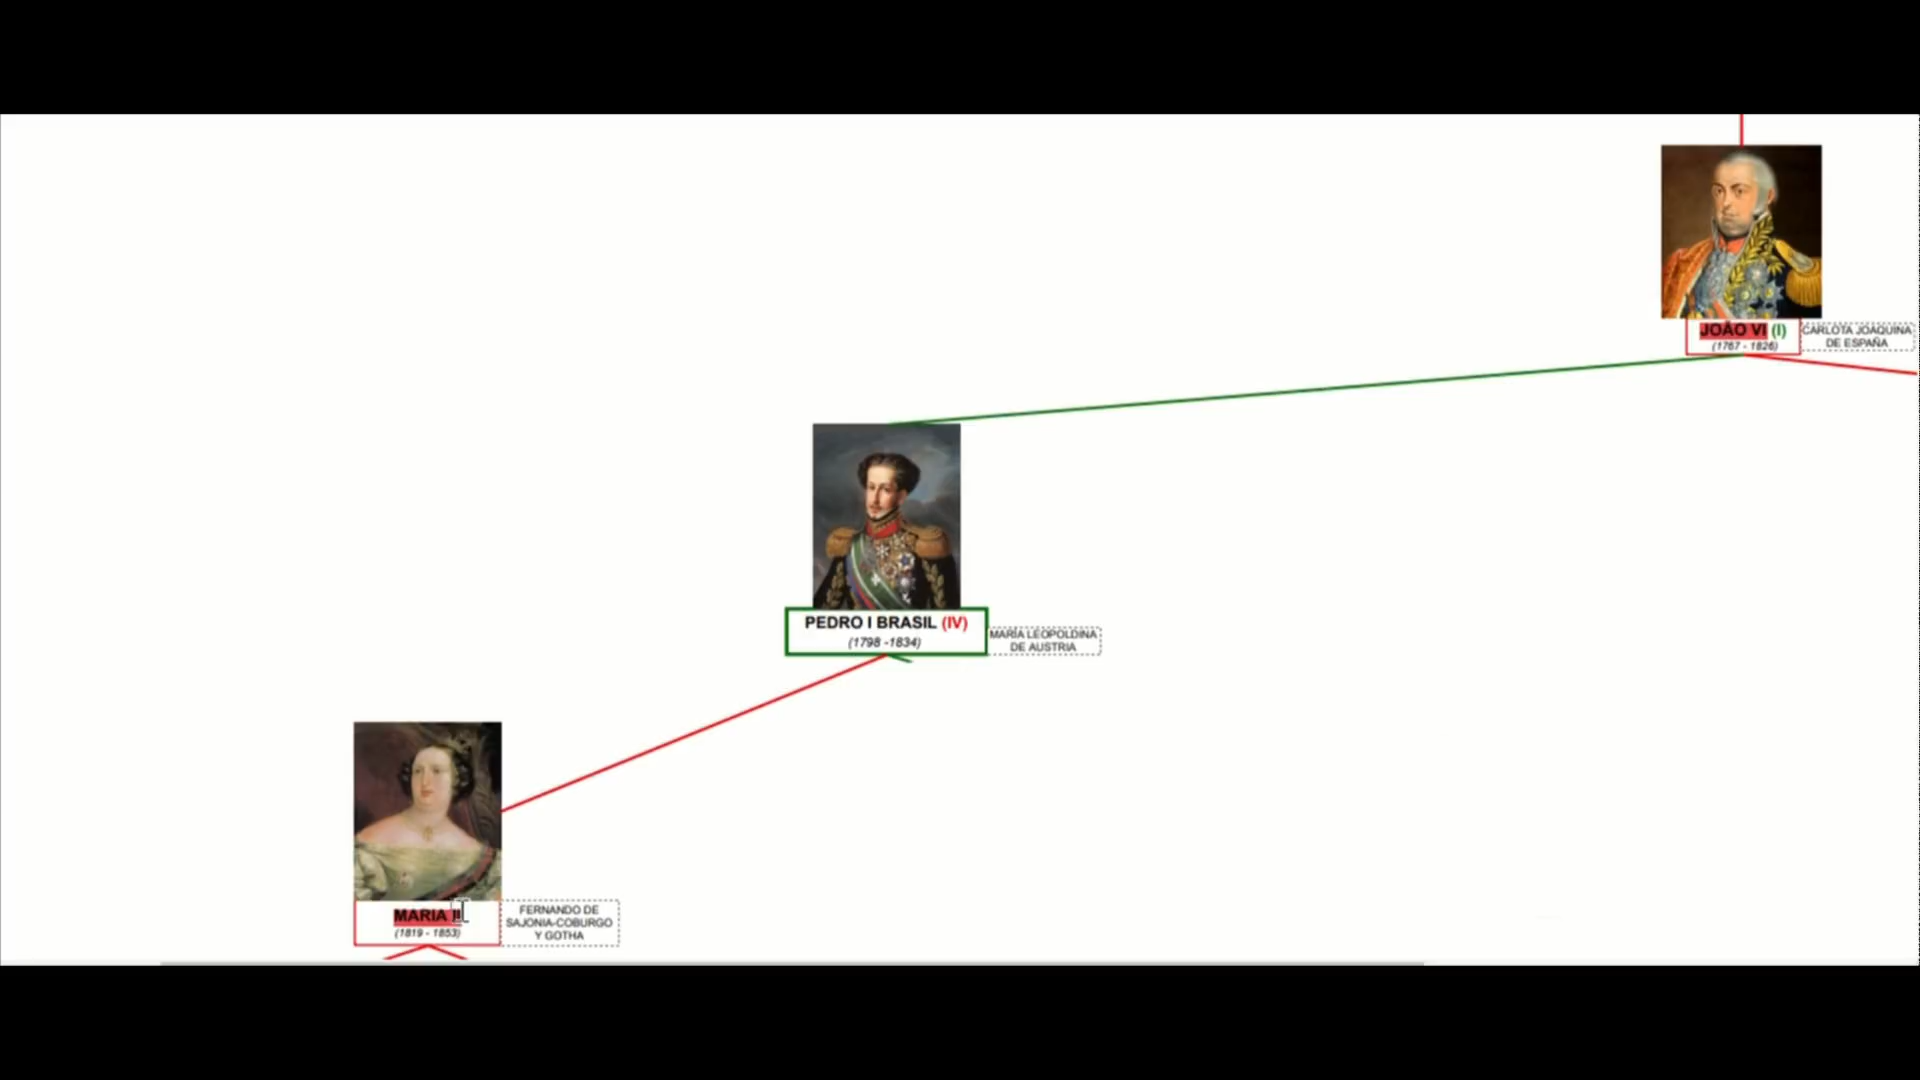 JOÃO VI (I)
(1767 - 1826)
CARLOTA JOAQUINA
DE ESPAÑA
PEDRO I BRASIL (IV)
(1798 -1834)
MARÍA LEOPOLDINA
DE AUSTRIA
MARIA II
(1819 - 1853)
FERNANDO DE
SAJONIA-COBURGO
Y GOTHA